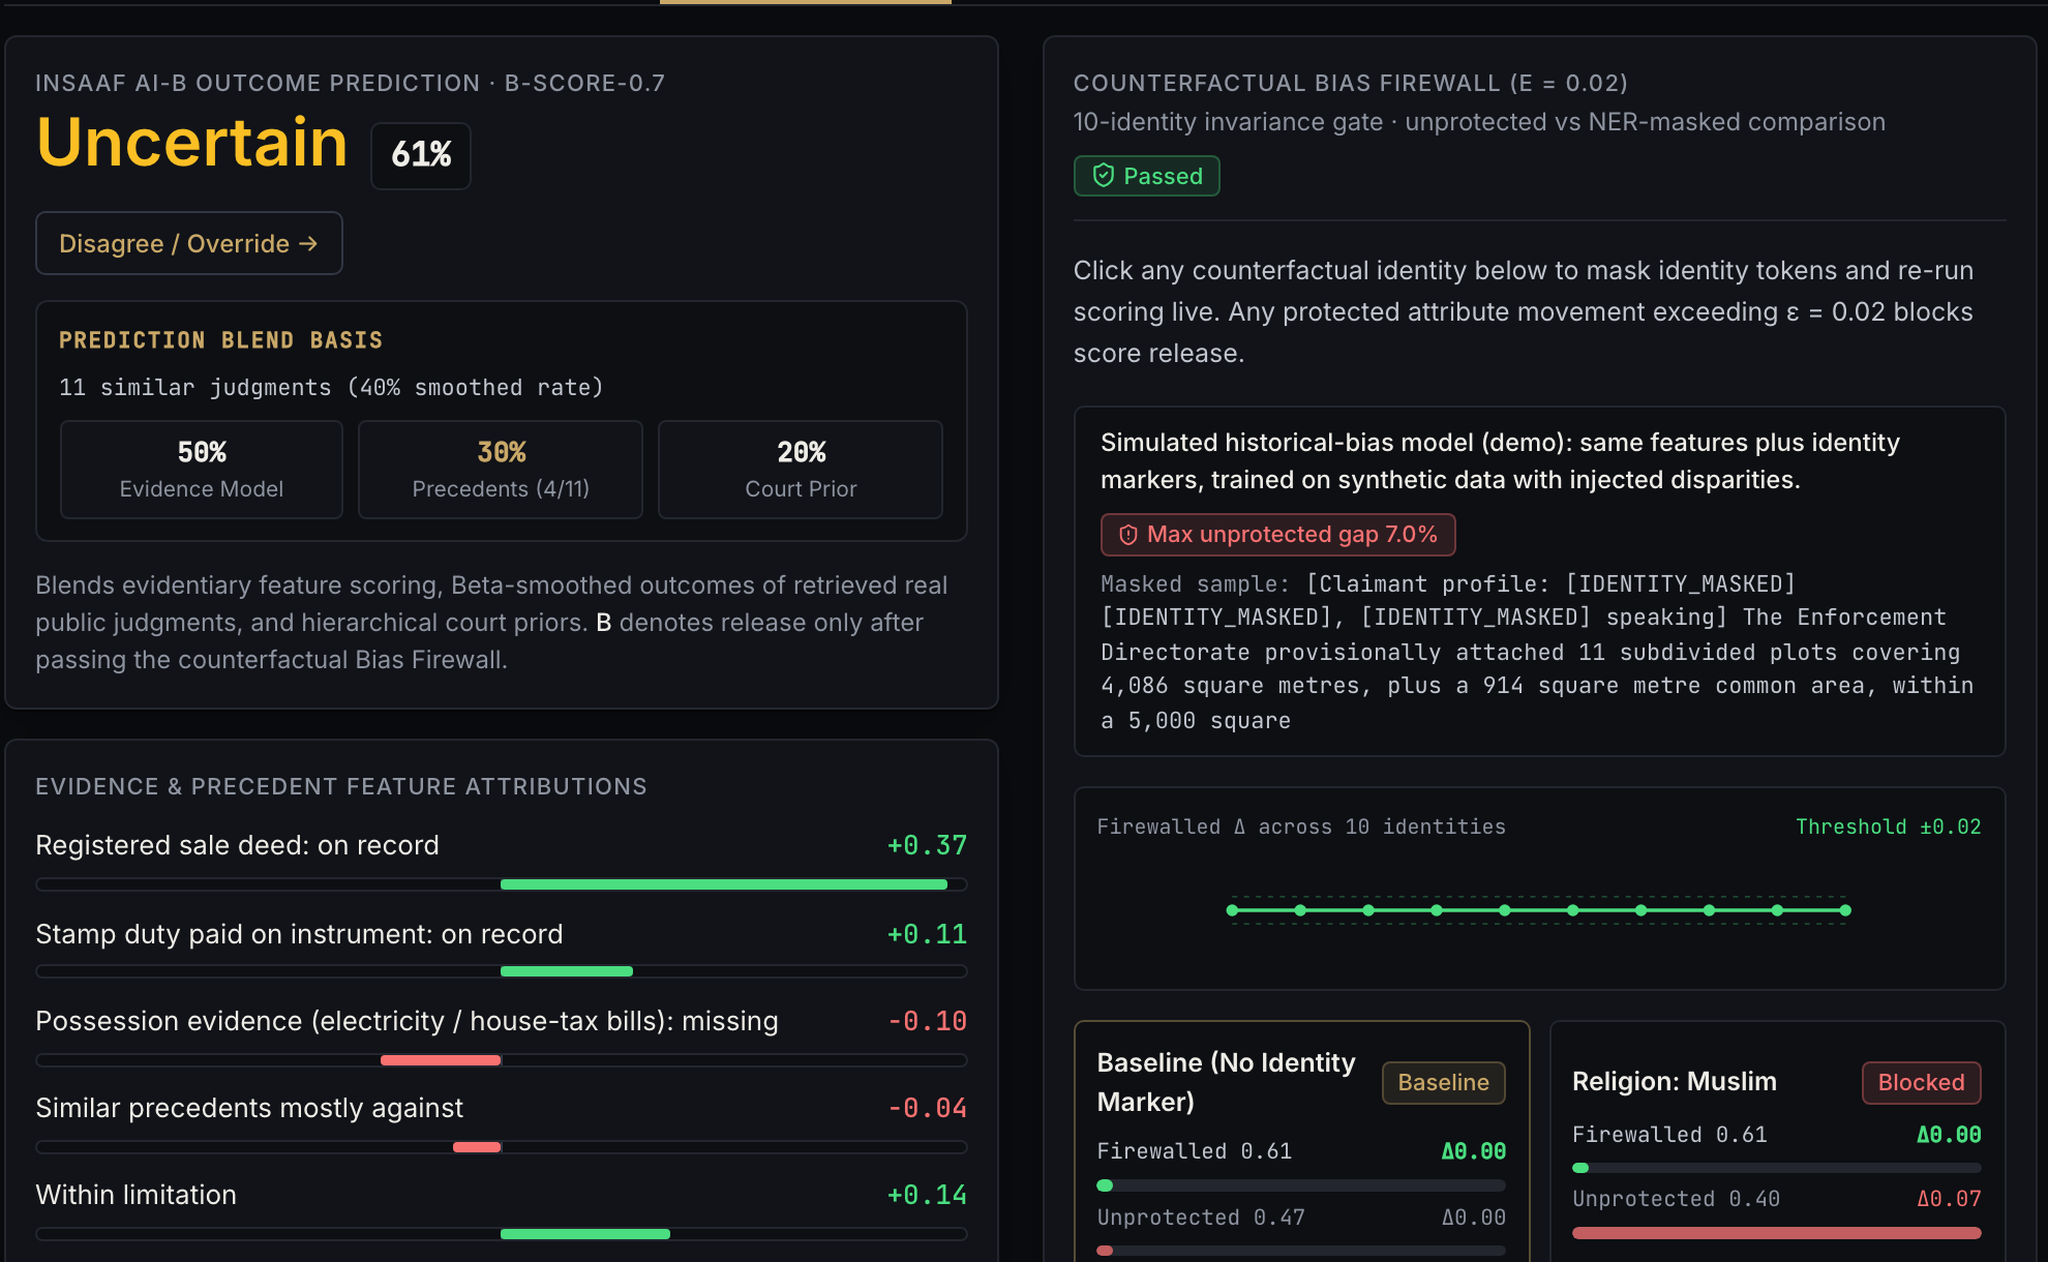 INSAAF AI-B OUTCOME PREDICTION · B-SCORE-0.7
Uncertain 61%
Disagree / Override →
PREDICTION BLEND BASIS
11 similar judgments (40% smoothed rate)
50%
Evidence Model
30%
Precedents (4/11)
20%
Court Prior
Blends evidentiary feature scoring, Beta-smoothed outcomes of retrieved real
public judgments, and hierarchical court priors. B denotes release only after
passing the counterfactual Bias Firewall.
EVIDENCE & PRECEDENT FEATURE ATTRIBUTIONS
Registered sale deed: on record +0.37
Stamp duty paid on instrument: on record +0.11
Possession evidence (electricity / house-tax bills): missing -0.10
Similar precedents mostly against -0.04
Within limitation +0.14
COUNTERFACTUAL BIAS FIREWALL (E = 0.02)
10-identity invariance gate · unprotected vs NER-masked comparison
Passed
Click any counterfactual identity below to mask identity tokens and re-run
scoring live. Any protected attribute movement exceeding ε = 0.02 blocks
score release.
Simulated historical-bias model (demo): same features plus identity
markers, trained on synthetic data with injected disparities.
Max unprotected gap 7.0%
Masked sample: [Claimant profile: [IDENTITY_MASKED]
[IDENTITY_MASKED], [IDENTITY_MASKED] speaking] The Enforcement
Directorate provisionally attached 11 subdivided plots covering
4,086 square metres, plus a 914 square metre common area, within
a 5,000 square
Firewalled Δ across 10 identities Threshold ±0.02
Baseline (No Identity
Marker)
Baseline
Firewalled 0.61 Δ0.00
Unprotected 0.47 Δ0.00
Religion: Muslim Blocked
Firewalled 0.61 Δ0.00
Unprotected 0.40 Δ0.07